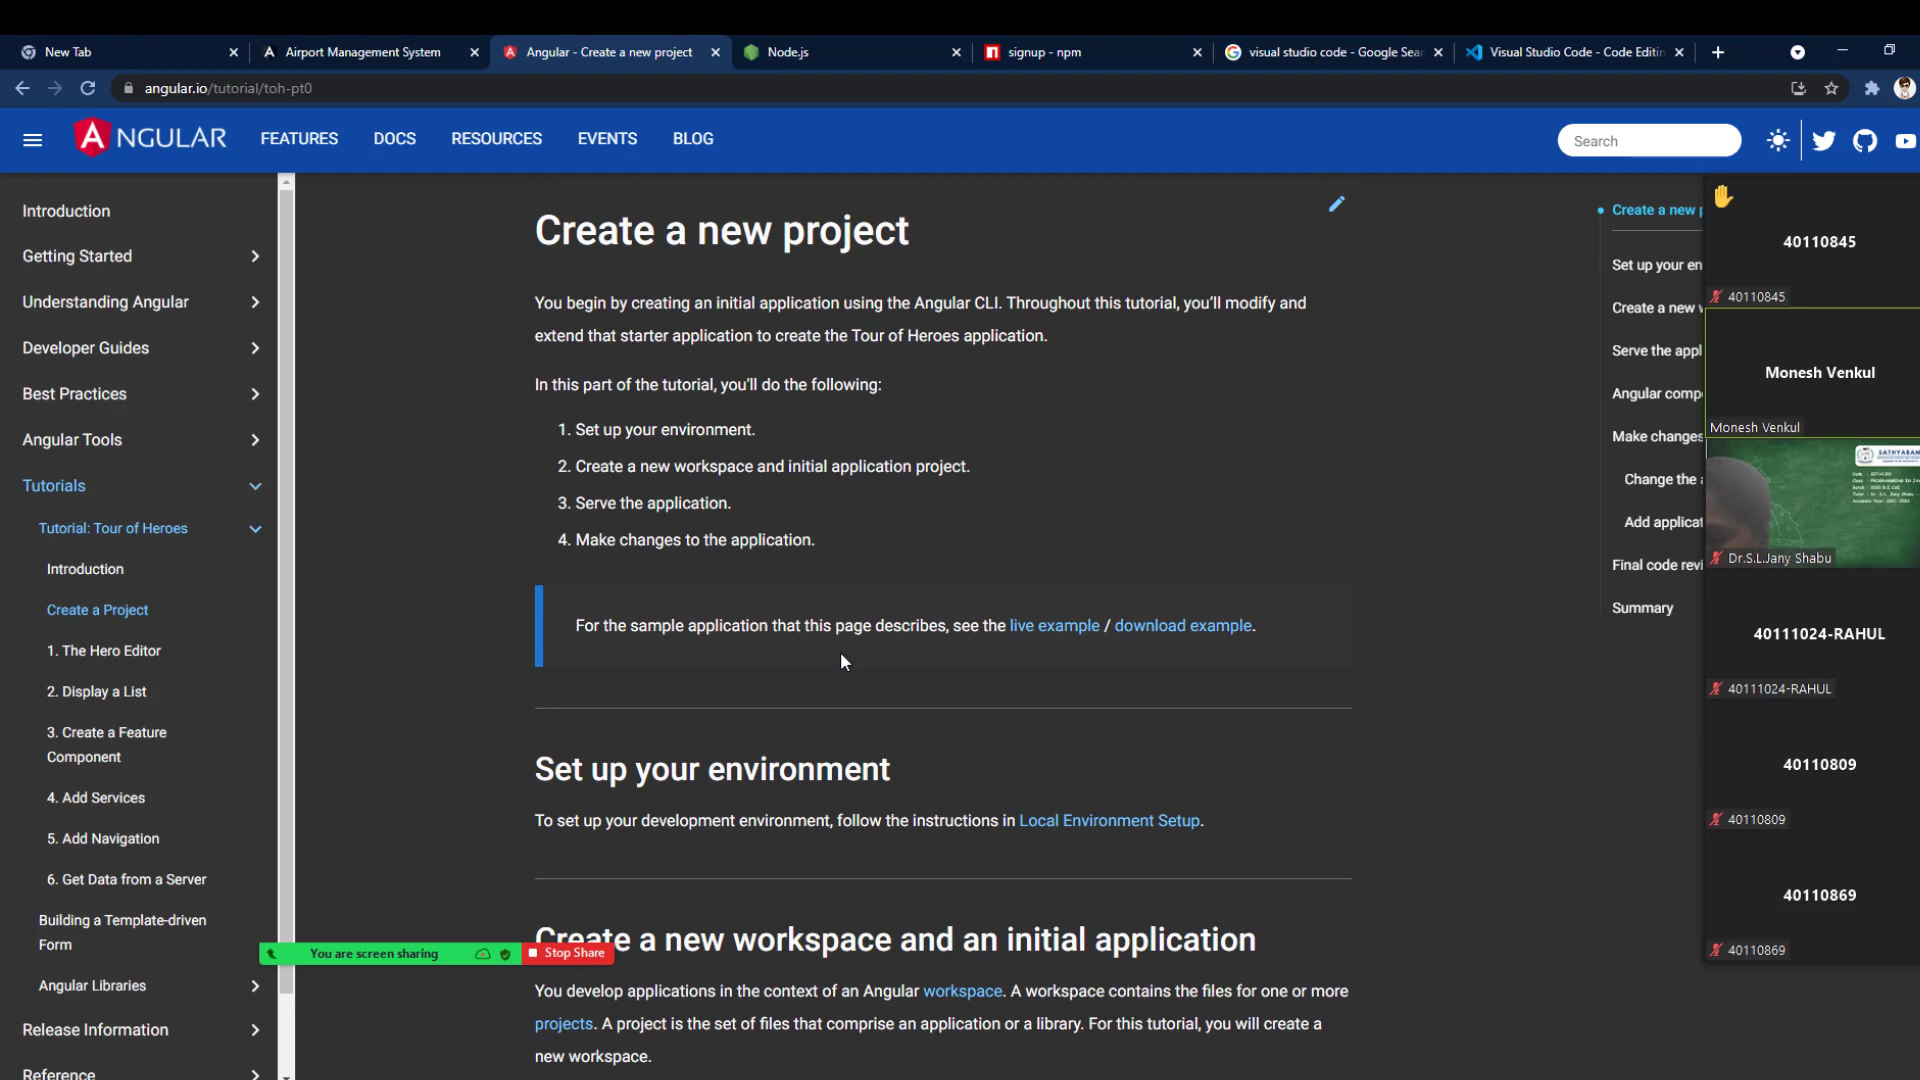 New Tab
Airport Management System
Angular - Create a new project
Node.js
signup - npm
visual studio code - Google Sea
Visual Studio Code - Code Editin
angular.io/tutorial/toh-pt0
ANGULAR
FEATURES
DOCS
RESOURCES
EVENTS
BLOG
Search
Introduction
Getting Started
Understanding Angular
Developer Guides
Best Practices
Angular Tools
Tutorials
Tutorial: Tour of Heroes
Introduction
Create a Project
1. The Hero Editor
2. Display a List
3. Create a Feature
Component
4. Add Services
5. Add Navigation
6. Get Data from a Server
Building a Template-driven
Form
Angular Libraries
Release Information
Reference
Create a new project
You begin by creating an initial application using the Angular CLI. Throughout this tutorial, you’ll modify and
extend that starter application to create the Tour of Heroes application.
In this part of the tutorial, you'll do the following:
1. Set up your environment.
2. Create a new workspace and initial application project.
3. Serve the application.
4. Make changes to the application.
For the sample application that this page describes, see the live example / download example.
Set up your environment
To set up your development environment, follow the instructions in Local Environment Setup.
Create a new workspace and an initial application
You are screen sharing
Stop Share
You develop applications in the context of an Angular workspace. A workspace contains the files for one or more
projects. A project is the set of files that comprise an application or a library. For this tutorial, you will create a
new workspace.
Create a new p
Set up your en
Create a new w
Serve the appl
Angular comp
Make changes
Change the a
Add applicat
Final code revi
Summary
40110845
40110845
Monesh Venkul
Monesh Venkul
SATHYABAM
Dr.S.L.Jany Shabu
40111024-RAHUL
40111024-RAHUL
40110809
40110809
40110869
40110869